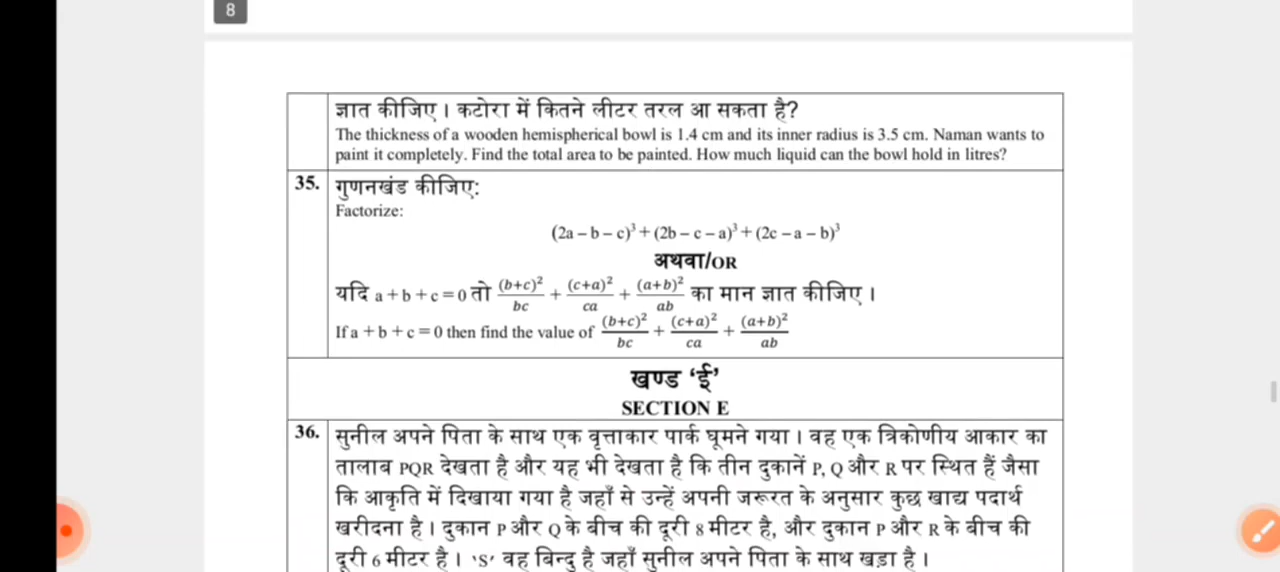 8
ज्ञात कीजिए। कटोरा में कितने लीटर तरल आ सकता है?
The thickness of a wooden hemispherical bowl is 1.4 cm and its inner radius is 3.5 cm. Naman wants to
paint it completely. Find the total area to be painted. How much liquid can the bowl hold in litres?
35. गुणनखंड कीजिए:
Factorize:
(2a – b – c)³ + (2b – c – a)³ + (2c – a – b)³
अथवा/OR
यदि a + b + c = 0 तो (b+c)²/bc + (c+a)²/ca + (a+b)²/ab का मान ज्ञात कीजिए।
If a + b + c = 0 then find the value of (b+c)²/bc + (c+a)²/ca + (a+b)²/ab
खण्ड ‘ई’
SECTION E
36. सुनील अपने पिता के साथ एक वृत्ताकार पार्क घूमने गया। वह एक त्रिकोणीय आकार का
तालाब PQR देखता है और यह भी देखता है कि तीन दुकानें P, Q और R पर स्थित हैं जैसा
कि आकृति में दिखाया गया है जहाँ से उन्हें अपनी जरूरत के अनुसार कुछ खाद्य पदार्थ
खरीदना है। दुकान P और Q के बीच की दूरी 8 मीटर है, और दुकान P और R के बीच की
दूरी 6 मीटर है। 'S' वह बिन्दु है जहाँ सुनील अपने पिता के साथ खड़ा है।